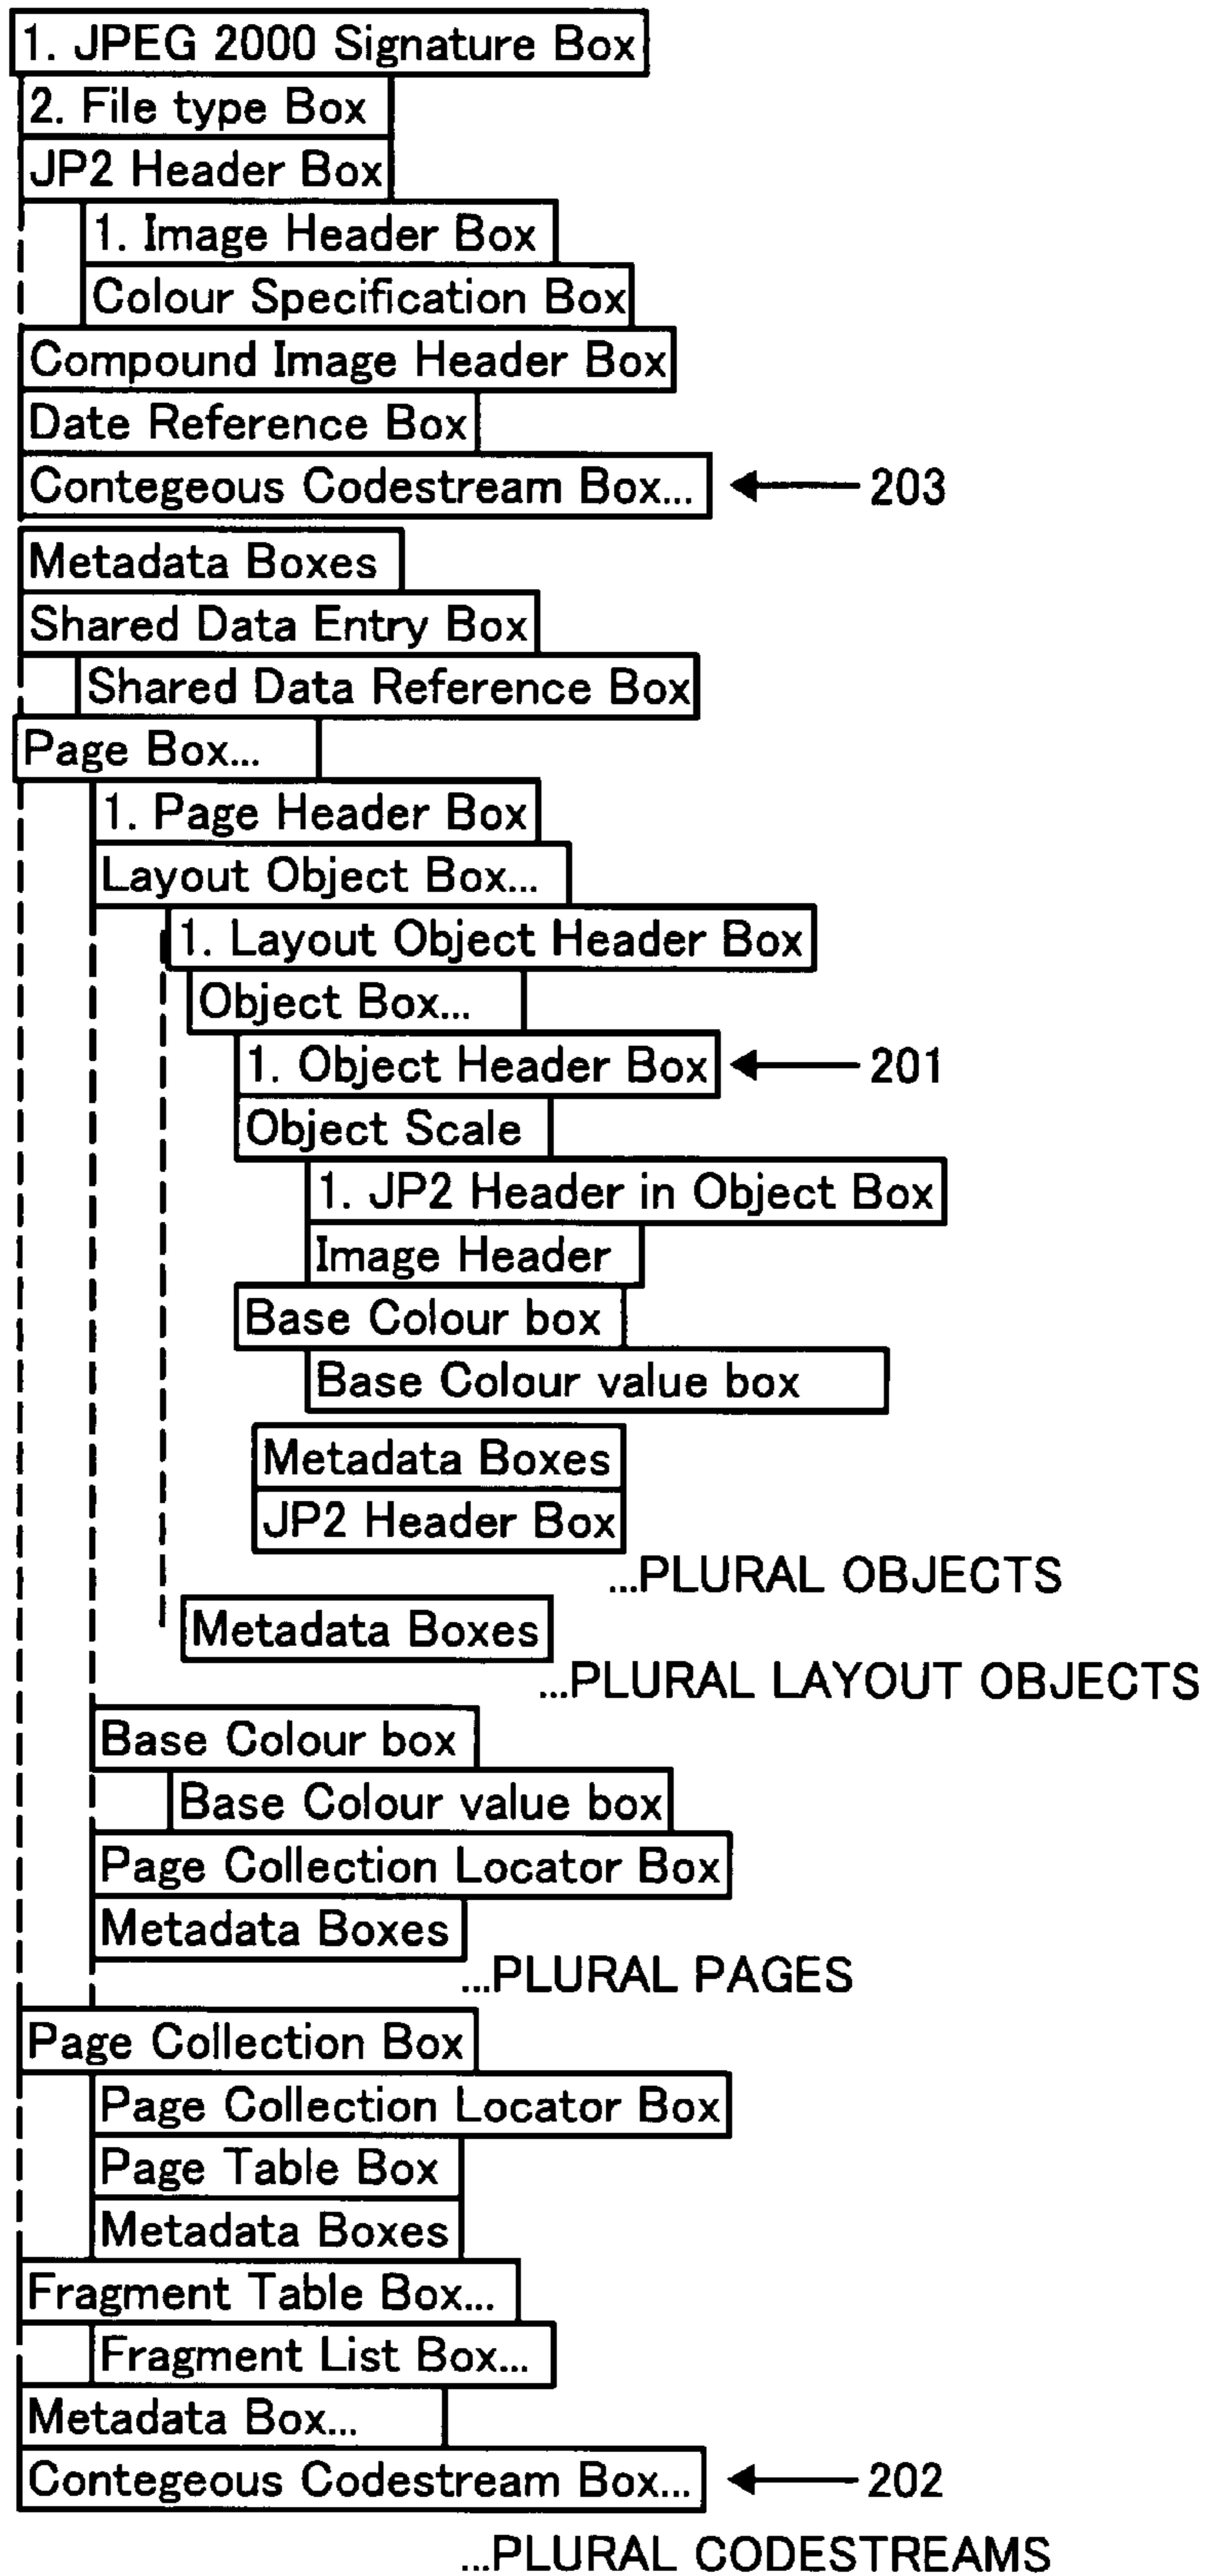 1. JPEG 2000 Signature Box
2. File type Box
JP2 Header Box
1. Image Header Box
Colour Specification Box
Compound Image Header Box
Date Reference Box
Contegeous Codestream Box... 203
Metadata Boxes
Shared Data Entry Box
Shared Data Reference Box
Page Box...
1. Page Header Box
Layout Object Box...
1. Layout Object Header Box
Object Box...
1. Object Header Box 201
Object Scale
1. JP2 Header in Object Box
Image Header
Base Colour box
Base Colour value box
Metadata Boxes
JP2 Header Box
...PLURAL OBJECTS
Metadata Boxes
...PLURAL LAYOUT OBJECTS
Base Colour box
Base Colour value box
Page Collection Locator Box
Metadata Boxes
...PLURAL PAGES
Page Collection Box
Page Collection Locator Box
Page Table Box
Metadata Boxes
Fragment Table Box...
Fragment List Box...
Metadata Box...
Contegeous Codestream Box... 202
...PLURAL CODESTREAMS